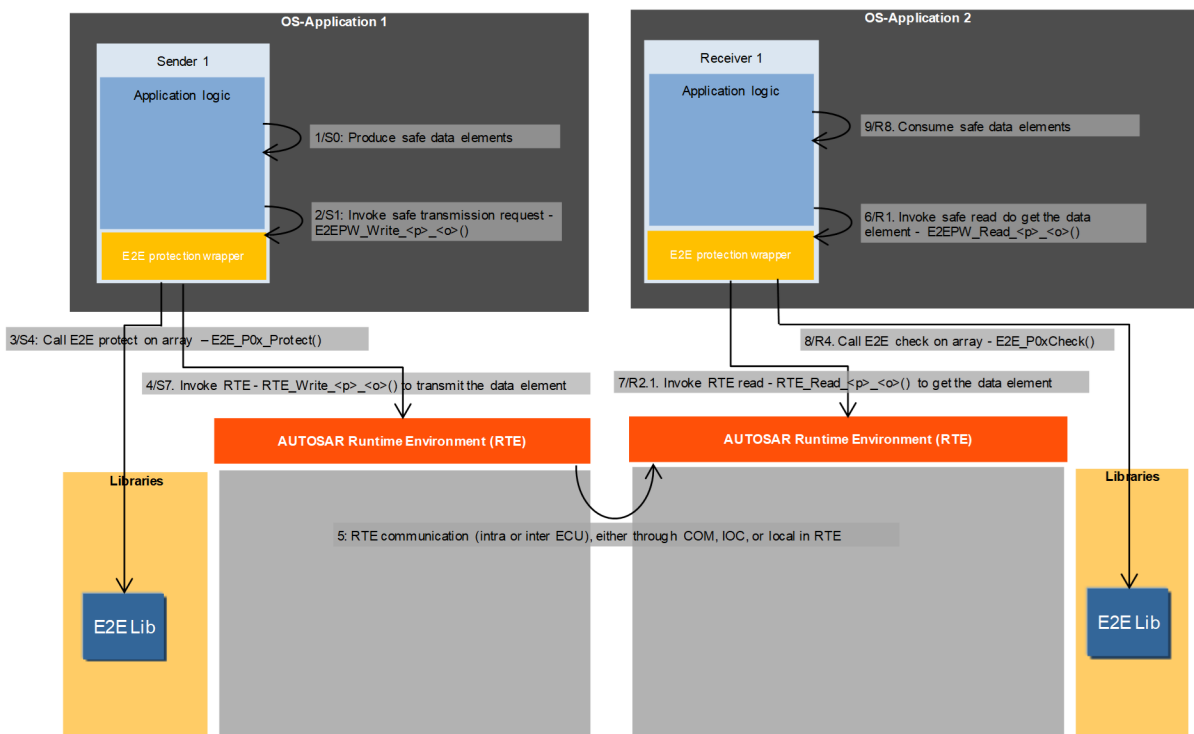 OS-Application 1
Sender 1
Application logic
1/S0: Produce safe data elements
2/S1: Invoke safe transmission request -
E2EPW_Write_<p>_<o>()
E2E protection wrapper
3/S4: Call E2E protect on array – E2E_P0x_Protect()
4/S7. Invoke RTE - RTE_Write_<p>_<o>() to transmit the data element
AUTOSAR Runtime Environment (RTE)
Libraries
E2E Lib
OS-Application 2
Receiver 1
Application logic
9/R8. Consume safe data elements
6/R1. Invoke safe read do get the data
element - E2EPW_Read_<p>_<o>()
E2E protection wrapper
8/R4. Call E2E check on array - E2E_P0xCheck()
7/R2.1. Invoke RTE read - RTE_Read_<p>_<o>() to get the data element
AUTOSAR Runtime Environment (RTE)
Libraries
E2E Lib
5: RTE communication (intra or inter ECU), either through COM, IOC, or local in RTE